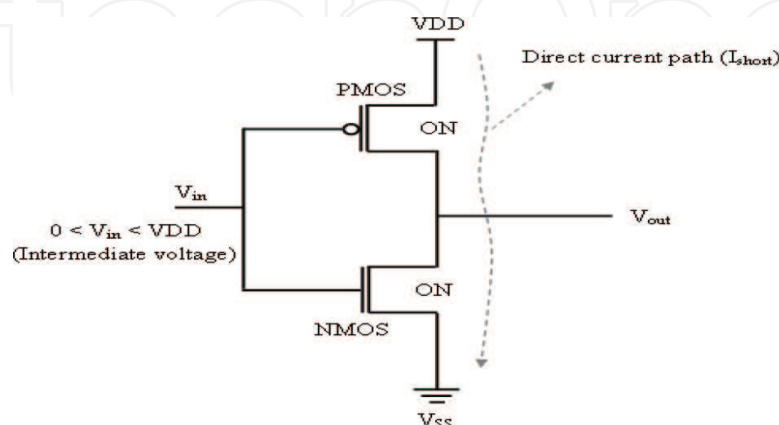 VDD
Direct current path (Ishort)
PMOS
ON
Vin
0 < Vin < VDD
(Intermediate voltage)
Vout
ON
NMOS
VSS